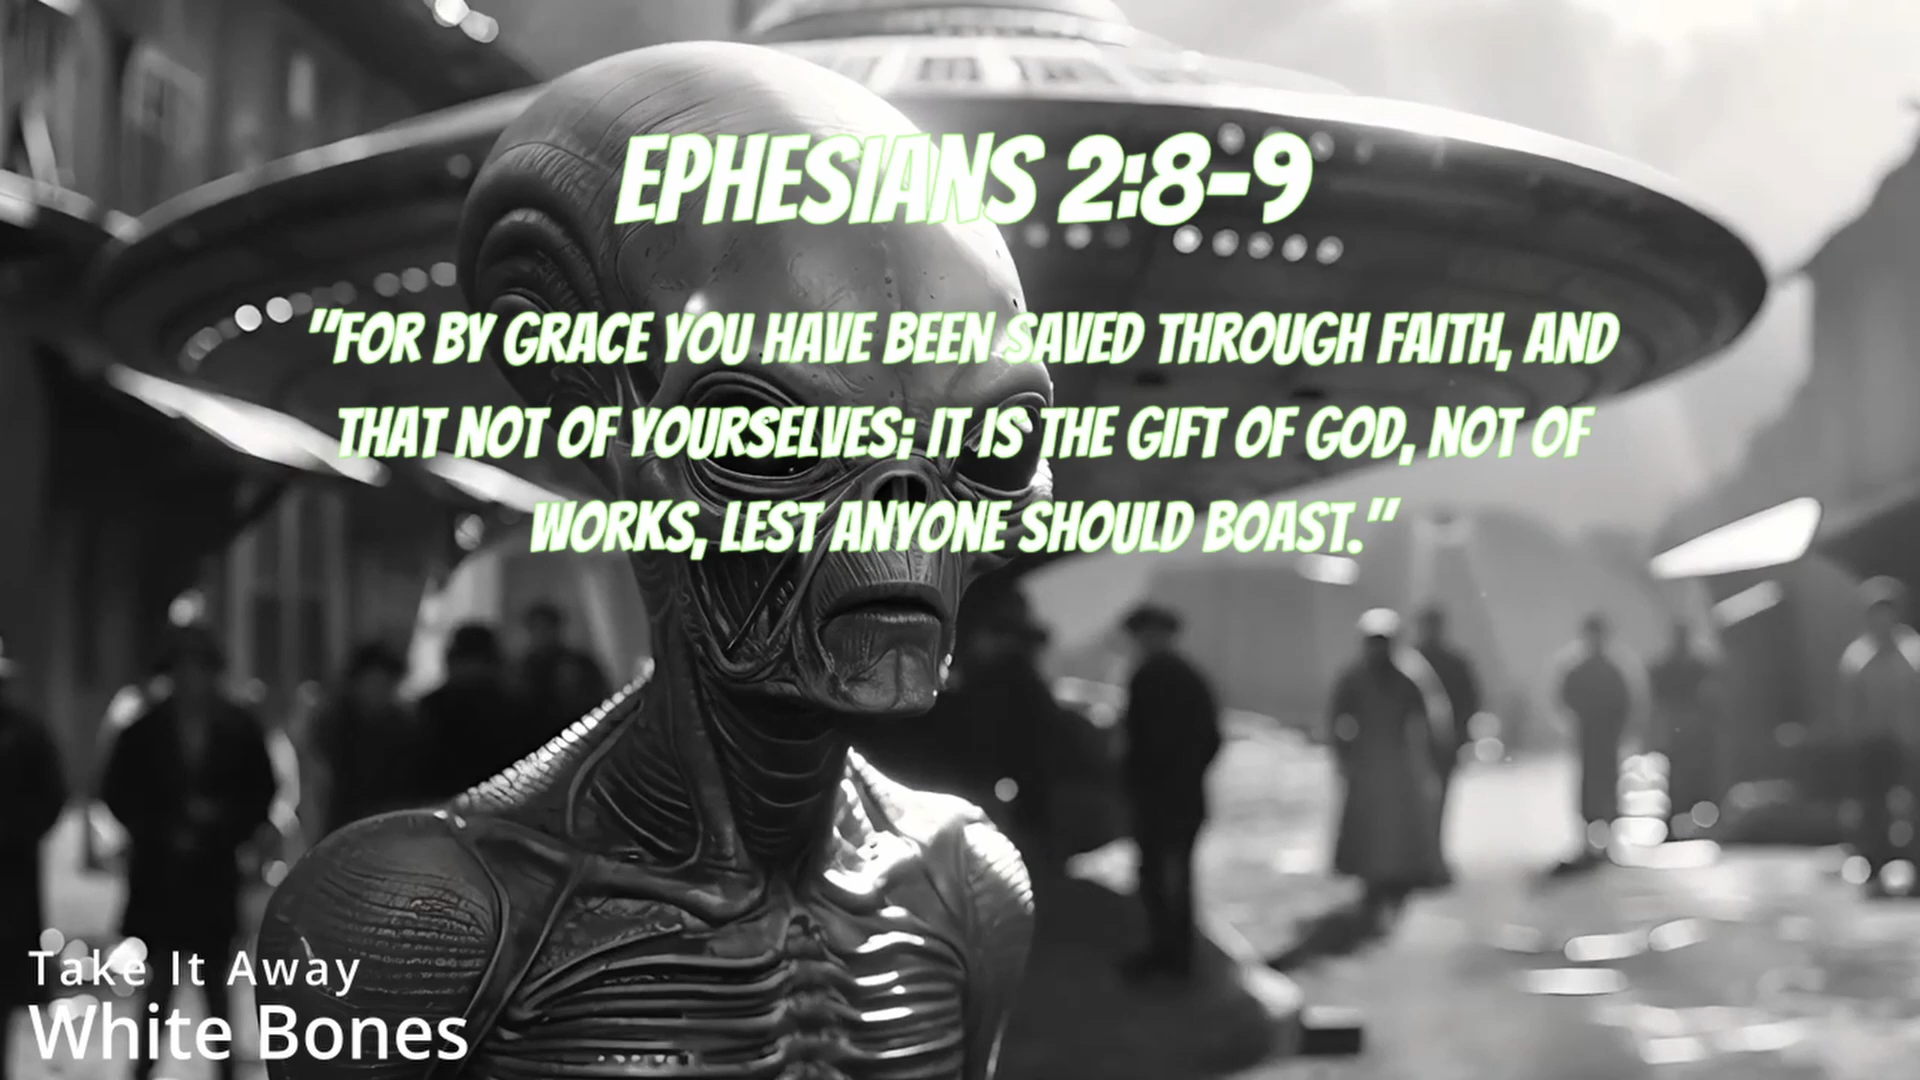 EPHESIANS 2:8-9
"FOR BY GRACE YOU HAVE BEEN SAVED THROUGH FAITH, AND
THAT NOT OF YOURSELVES; IT IS THE GIFT OF GOD, NOT OF
WORKS, LEST ANYONE SHOULD BOAST."
Take It Away
White Bones